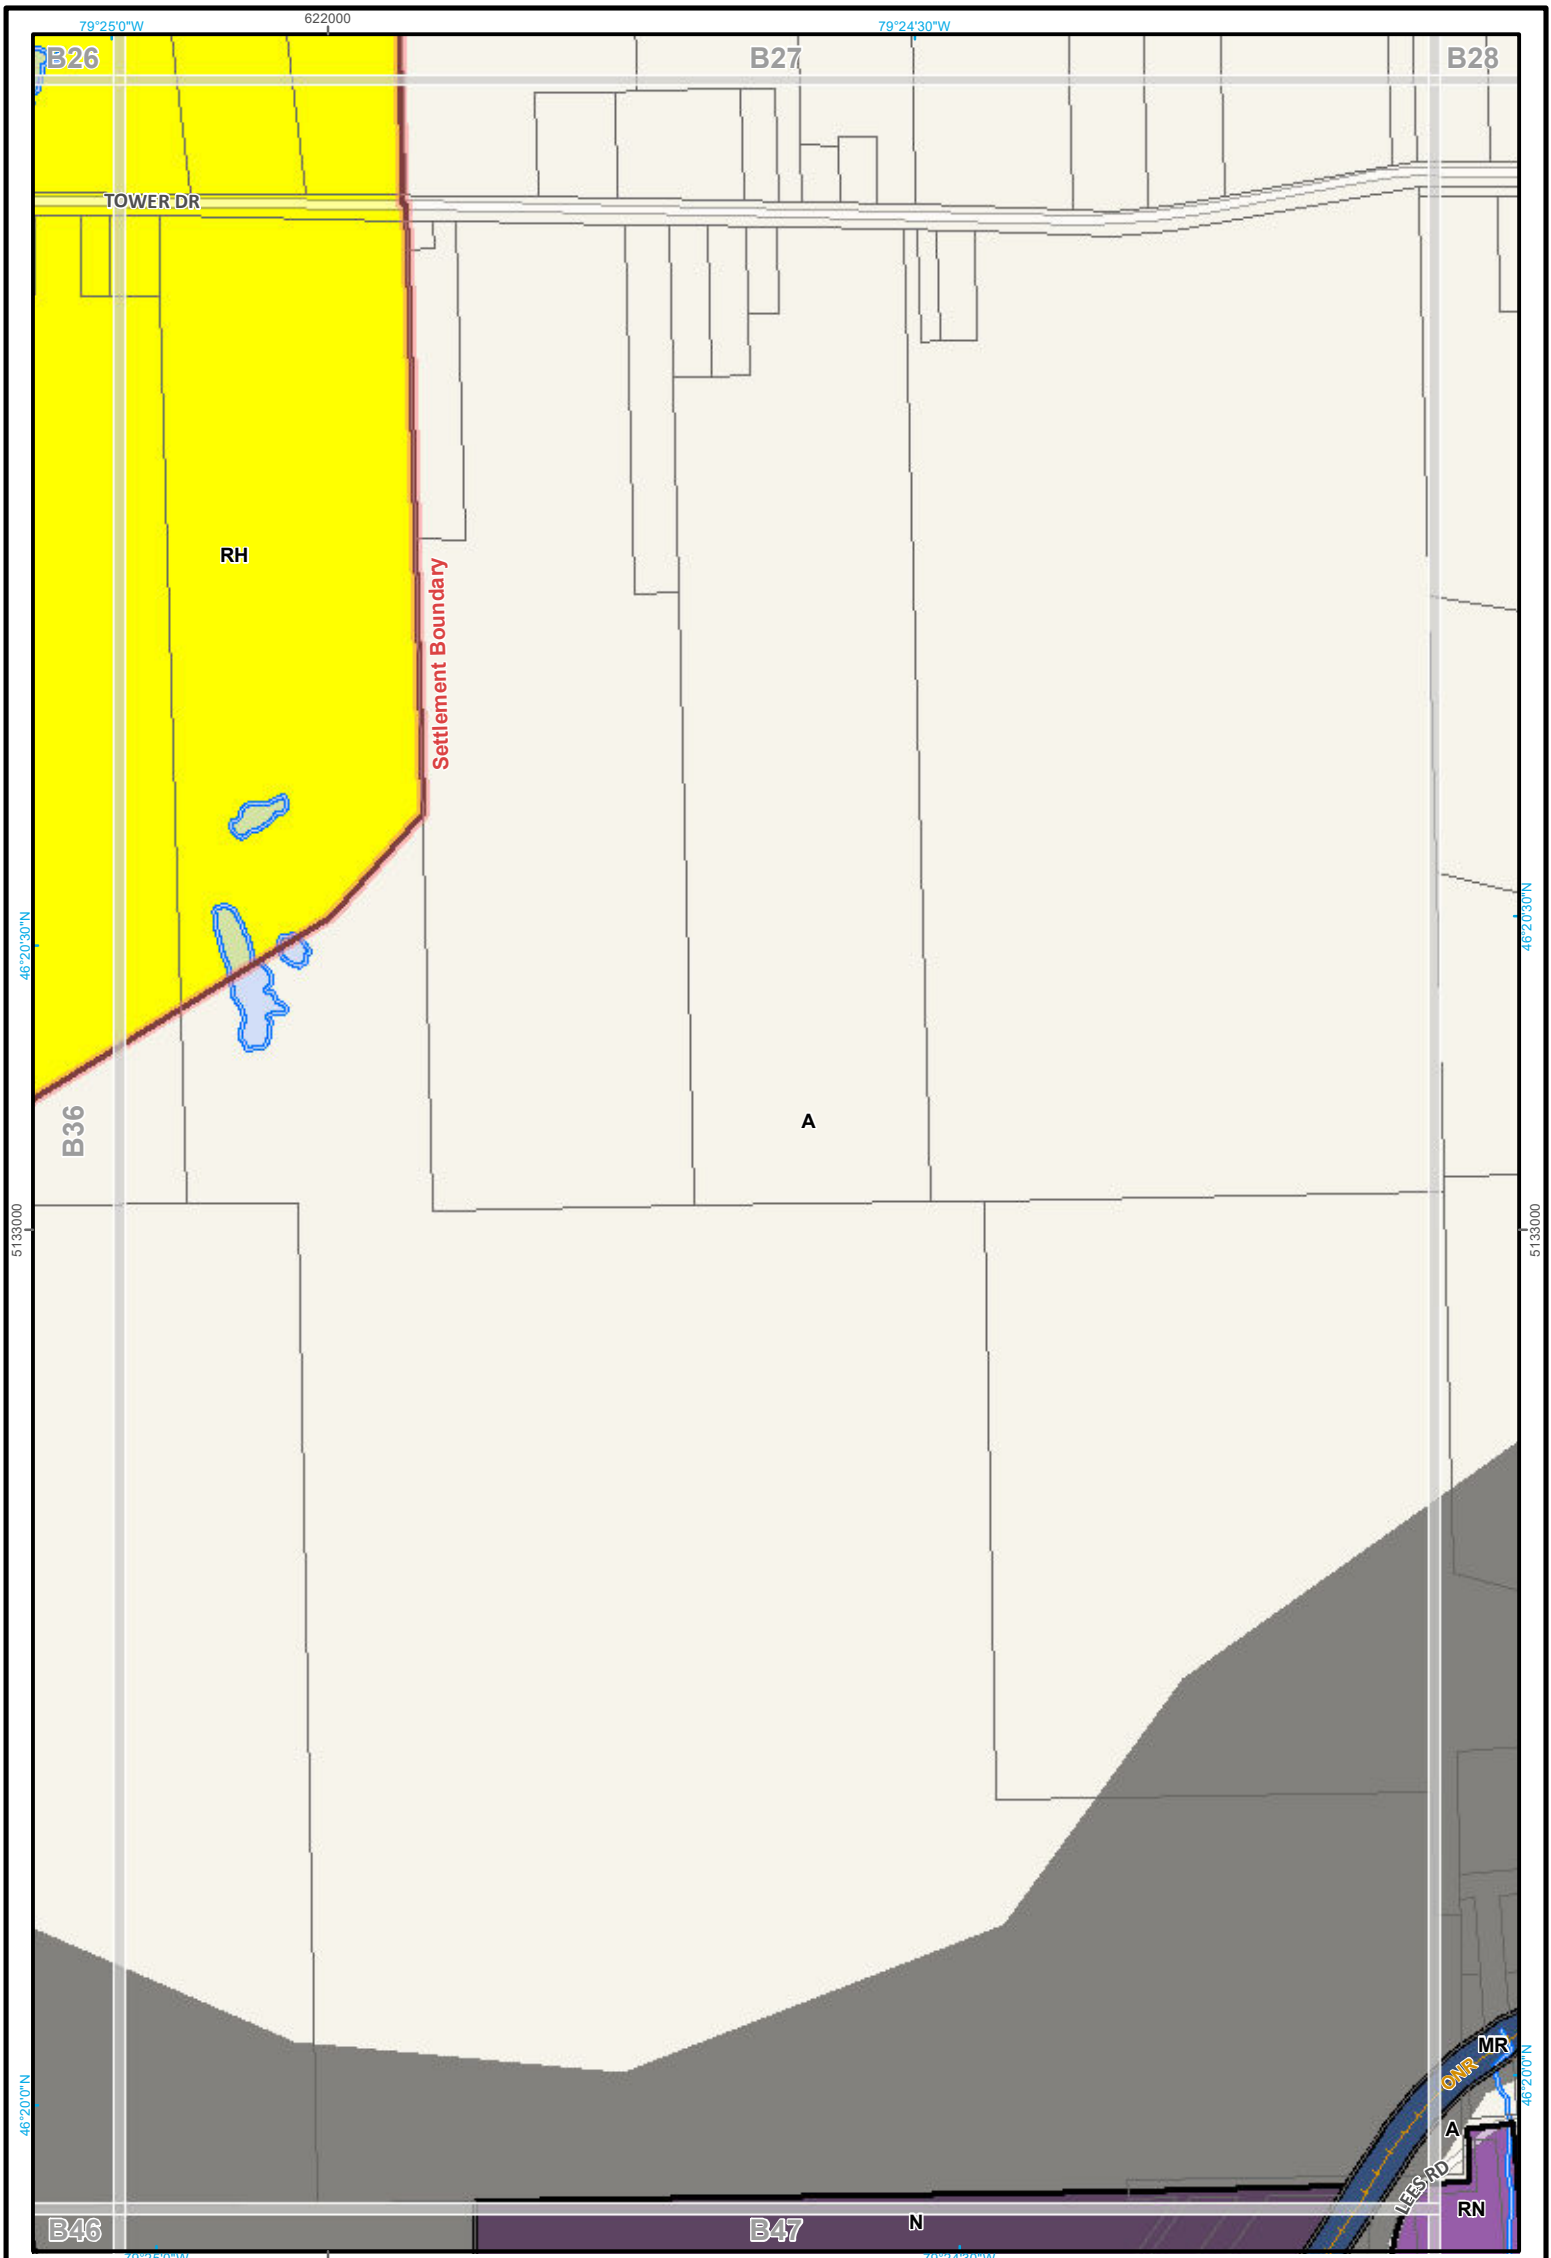 622000
79°25'0"W
79°24'30"W
B26
B27
B28
TOWER DR
RH
Settlement Boundary
46°20'30"N
46°20'30"N
B36
A
5133000
5133000
MR
ONR
46°20'0"N
46°20'0"N
A
LEES RD
RN
N
B46
B47